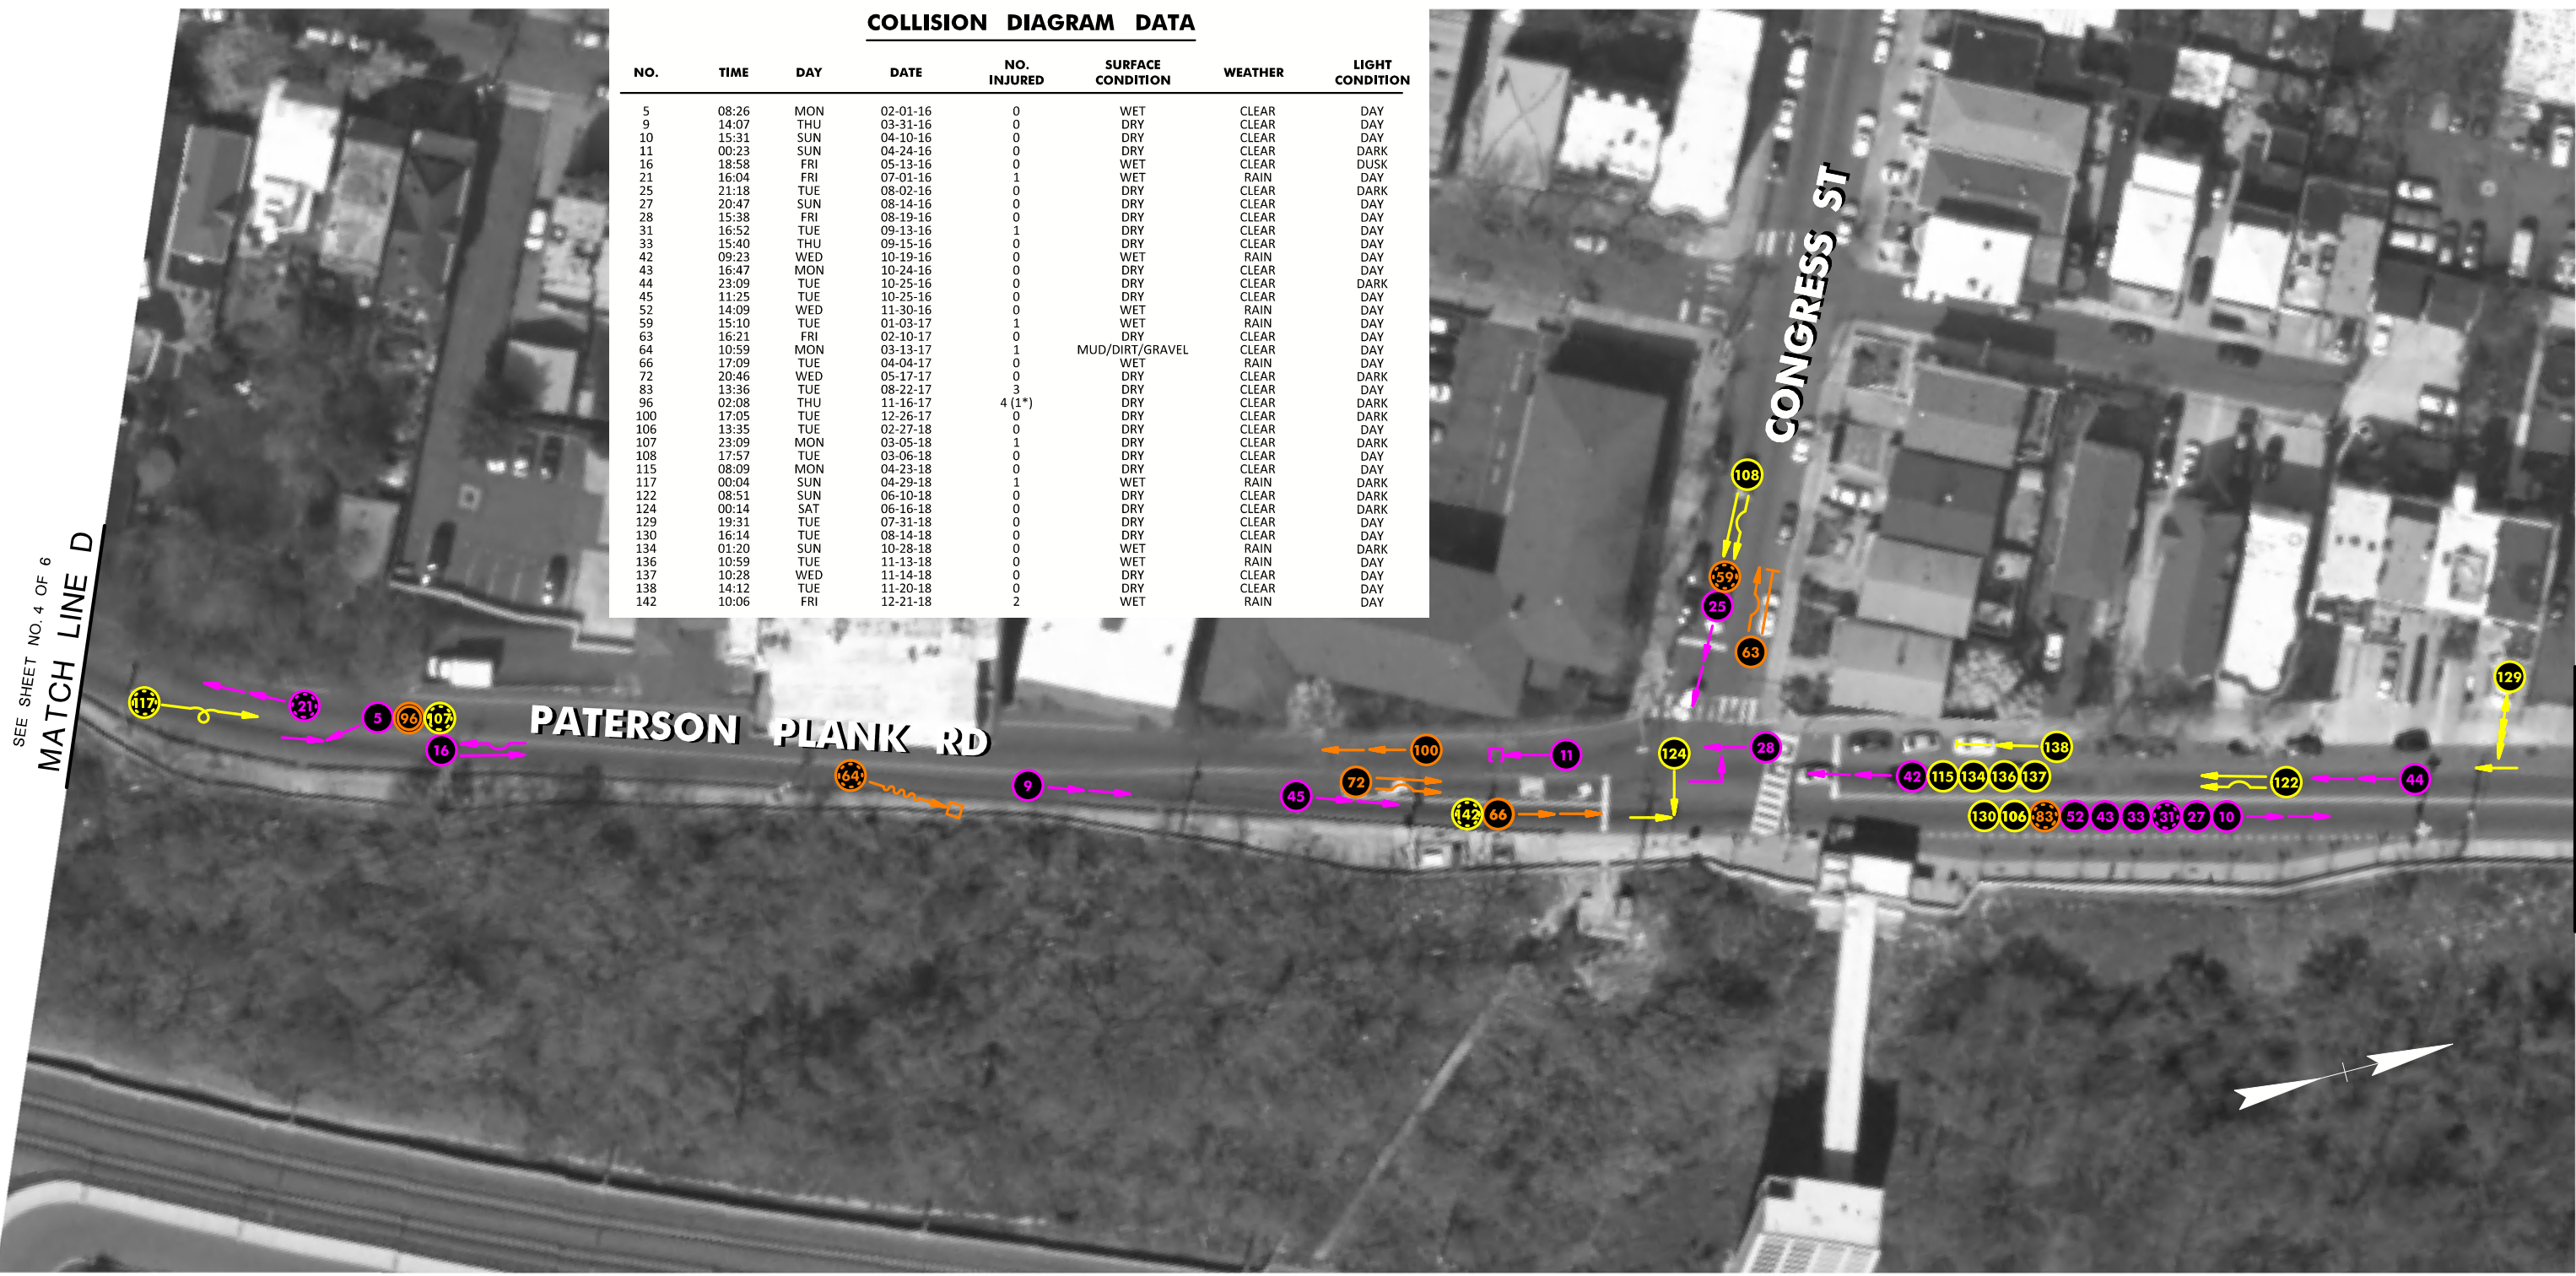 COLLISION DIAGRAM DATA
NO. TIME DAY DATE NO. INJURED SURFACE CONDITION WEATHER LIGHT CONDITION
5 08:26 MON 02-01-16 0 WET CLEAR DAY
9 14:07 THU 03-31-16 0 DRY CLEAR DAY
10 15:31 SUN 04-10-16 0 DRY CLEAR DAY
11 00:23 SUN 04-24-16 0 DRY CLEAR DARK
16 18:58 FRI 05-13-16 0 WET CLEAR DUSK
21 16:04 FRI 07-01-16 1 WET RAIN DAY
25 21:18 TUE 08-02-16 0 DRY CLEAR DARK
27 20:47 SUN 08-14-16 0 DRY CLEAR DAY
28 15:38 FRI 08-19-16 0 DRY CLEAR DAY
31 16:52 TUE 09-13-16 1 DRY CLEAR DAY
33 15:40 THU 09-15-16 0 DRY CLEAR DAY
42 09:23 WED 10-19-16 0 WET RAIN DAY
43 16:47 MON 10-24-16 0 DRY CLEAR DAY
44 23:09 TUE 10-25-16 0 DRY CLEAR DARK
45 11:25 TUE 10-25-16 0 DRY CLEAR DAY
52 14:09 WED 11-30-16 0 WET RAIN DAY
59 15:10 TUE 01-03-17 1 WET RAIN DAY
63 16:21 FRI 02-10-17 0 DRY CLEAR DAY
64 10:59 MON 03-13-17 1 MUD/DIRT/GRAVEL CLEAR DAY
66 17:09 TUE 04-04-17 0 WET RAIN DAY
72 20:46 WED 05-17-17 0 DRY CLEAR DARK
83 13:36 TUE 08-22-17 3 DRY CLEAR DAY
96 02:08 THU 11-16-17 4 (1*) DRY CLEAR DARK
100 17:05 TUE 12-26-17 0 DRY CLEAR DARK
106 13:35 TUE 02-27-18 0 DRY CLEAR DAY
107 23:09 MON 03-05-18 1 DRY CLEAR DARK
108 17:57 TUE 03-06-18 0 DRY CLEAR DAY
115 08:09 MON 04-23-18 0 DRY CLEAR DAY
117 00:04 SUN 04-29-18 1 WET RAIN DARK
122 08:51 SUN 06-10-18 0 DRY CLEAR DARK
124 00:14 SAT 06-16-18 0 DRY CLEAR DARK
129 19:31 TUE 07-31-18 0 DRY CLEAR DAY
130 16:14 TUE 08-14-18 0 DRY CLEAR DAY
134 01:20 SUN 10-28-18 0 WET RAIN DARK
136 10:59 TUE 11-13-18 0 WET RAIN DAY
137 10:28 WED 11-14-18 0 DRY CLEAR DAY
138 14:12 TUE 11-20-18 0 DRY CLEAR DAY
142 10:06 FRI 12-21-18 2 WET RAIN DAY
SEE SHEET NO. 4 OF 6
MATCH LINE D
CONGRESS ST
PATERSON PLANK RD
108
59
25
63
129
117
21
5 96 107
16
64
9
100
11
72
45
142 66
124
28
138
42 115 134 136 137
122
44
130 106 83 52 43 33 31 27 10